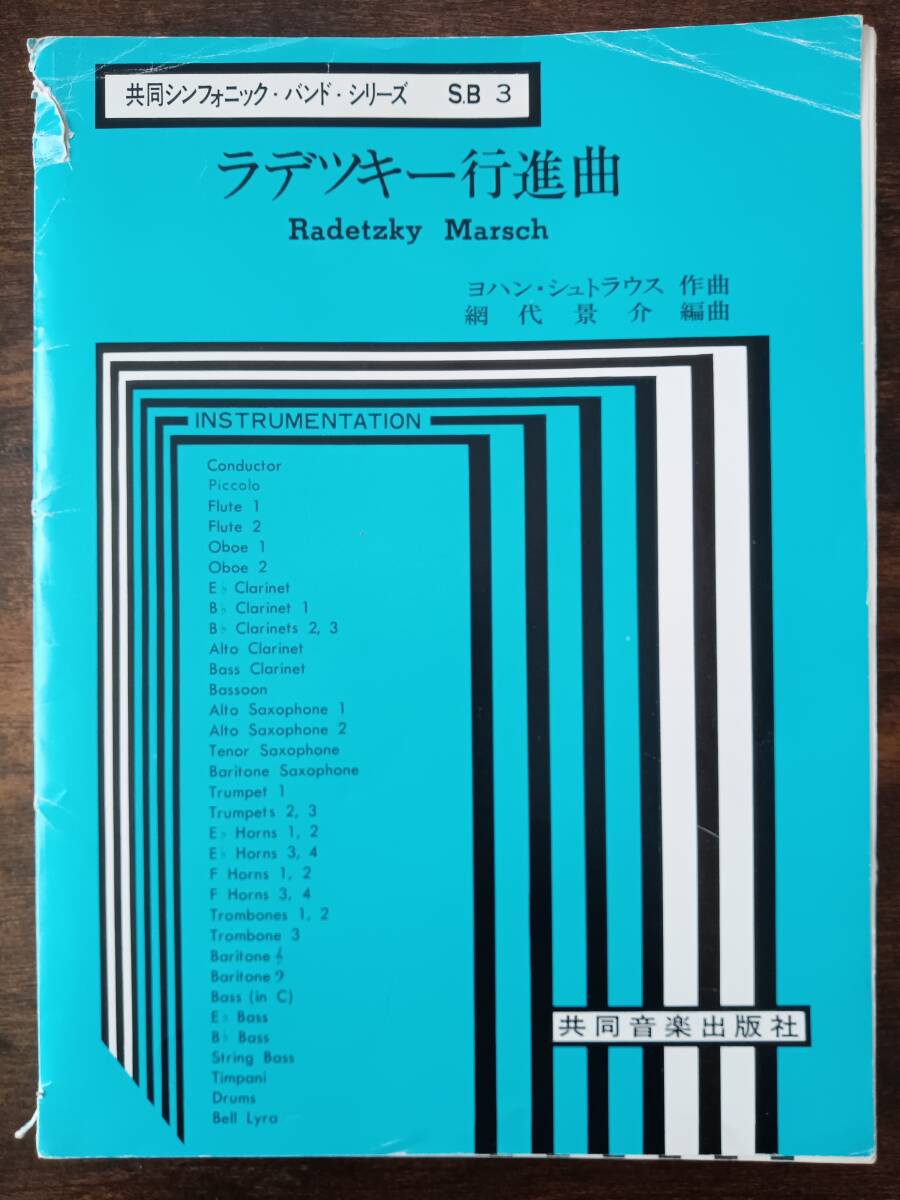 共同シンフォニック・バンド・シリーズ S.B 3
ラデツキー行進曲
Radetzky Marsch
ヨハン・シュトラウス 作曲
網代景介 編曲
INSTRUMENTATION
Conductor
Piccolo
Flute 1
Flute 2
Oboe 1
Oboe 2
E♭ Clarinet
B♭ Clarinet 1
B♭ Clarinets 2, 3
Alto Clarinet
Bass Clarinet
Bassoon
Alto Saxophone 1
Alto Saxophone 2
Tenor Saxophone
Baritone Saxophone
Trumpet 1
Trumpets 2, 3
E♭ Horns 1, 2
E♭ Horns 3, 4
F Horns 1, 2
F Horns 3, 4
Trombones 1, 2
Trombone 3
Baritone 𝄞
Baritone 𝄢
Bass (in C)
E♭ Bass
B♭ Bass
String Bass
Timpani
Drums
Bell Lyra
共同音楽出版社